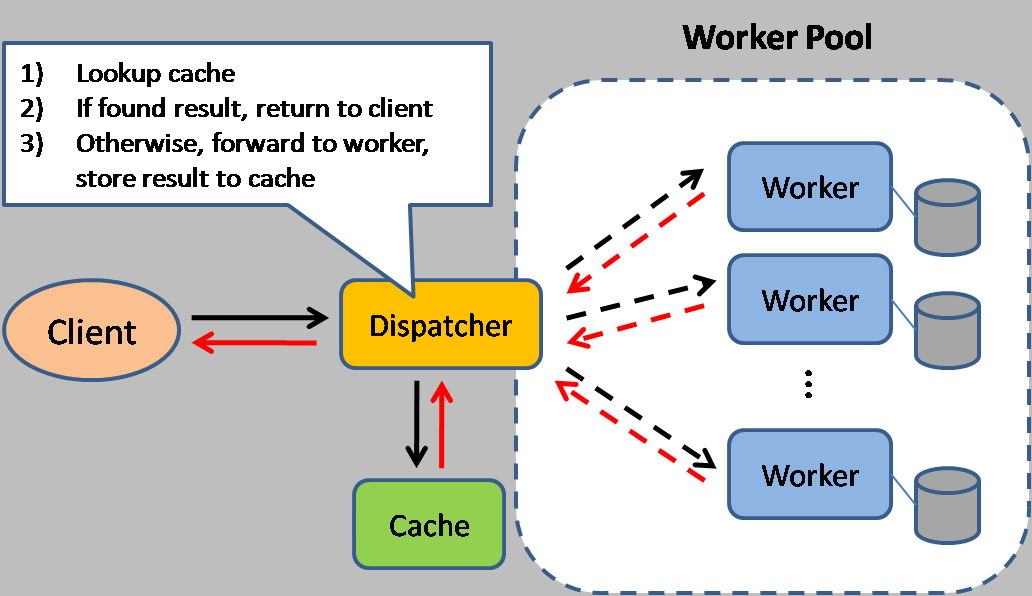 Worker Pool
1) Lookup cache
2) If found result, return to client
3) Otherwise, forward to worker,
store result to cache
Worker
Worker
Client
Dispatcher
Worker
Cache